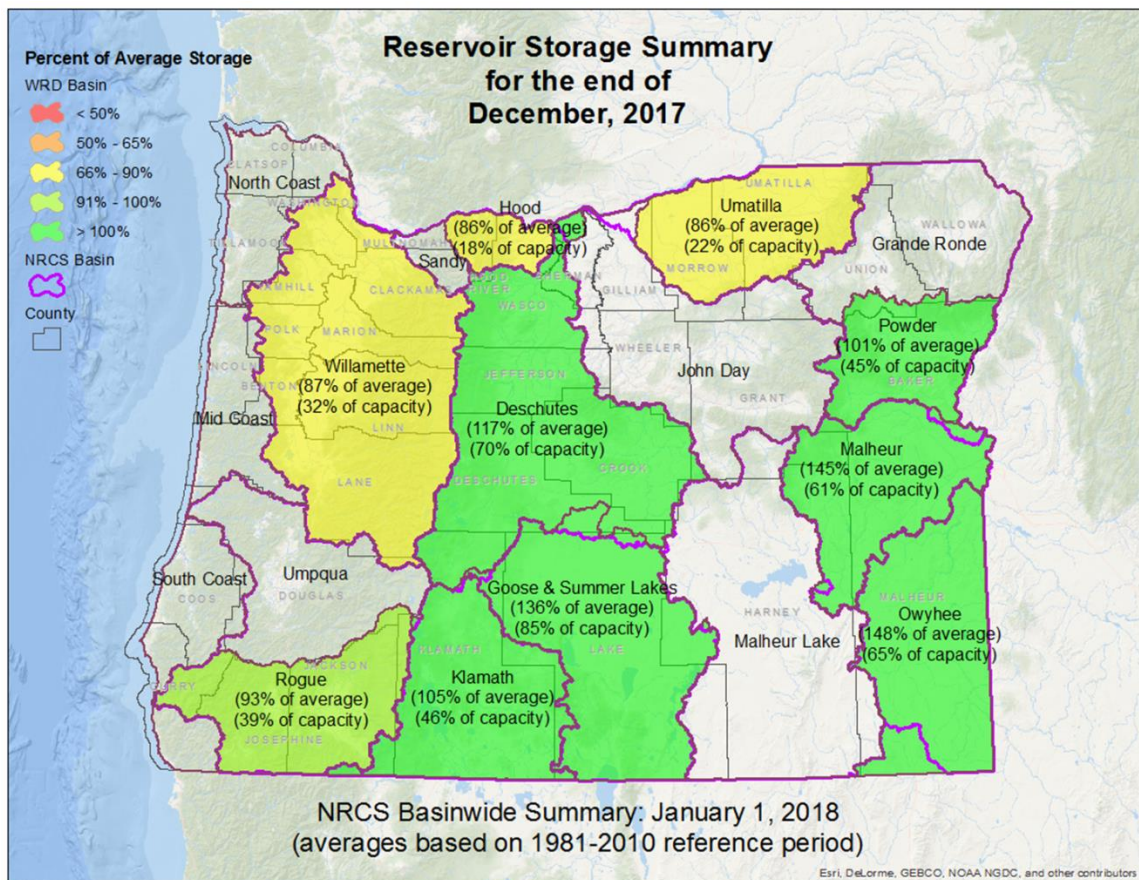 Reservoir Storage Summary
for the end of
December, 2017
Percent of Average Storage
WRD Basin
< 50%
50% - 65%
66% - 90%
91% - 100%
> 100%
NRCS Basin
County
COLUMBIA
CLATSOP
North Coast
WASHINGTON
TILLAMOOK
MULTNOMAH
Hood
(86% of average)
(18% of capacity)
HOOD
RIVER
Sandy
SHERMAN
UMATILLA
Umatilla
(86% of average)
(22% of capacity)
MORROW
WALLOWA
Grande Ronde
UNION
YAMHILL
CLACKAMAS
WASCO
GILLIAM
POLK
MARION
Willamette
(87% of average)
(32% of capacity)
LINCOLN
BENTON
Mid Coast
LINN
LANE
JEFFERSON
Deschutes
(117% of average)
(70% of capacity)
CROOK
DESCHUTES
WHEELER
John Day
GRANT
Powder
(101% of average)
(45% of capacity)
BAKER
Malheur
(145% of average)
(61% of capacity)
South Coast
COOS
Umpqua
DOUGLAS
Goose & Summer Lakes
(136% of average)
(85% of capacity)
LAKE
HARNEY
Malheur Lake
MALHEUR
Owyhee
(148% of average)
(65% of capacity)
CURRY
JACKSON
Rogue
(93% of average)
(39% of capacity)
JOSEPHINE
KLAMATH
Klamath
(105% of average)
(46% of capacity)
NRCS Basinwide Summary: January 1, 2018
(averages based on 1981-2010 reference period)
Esri, DeLorme, GEBCO, NOAA NGDC, and other contributors